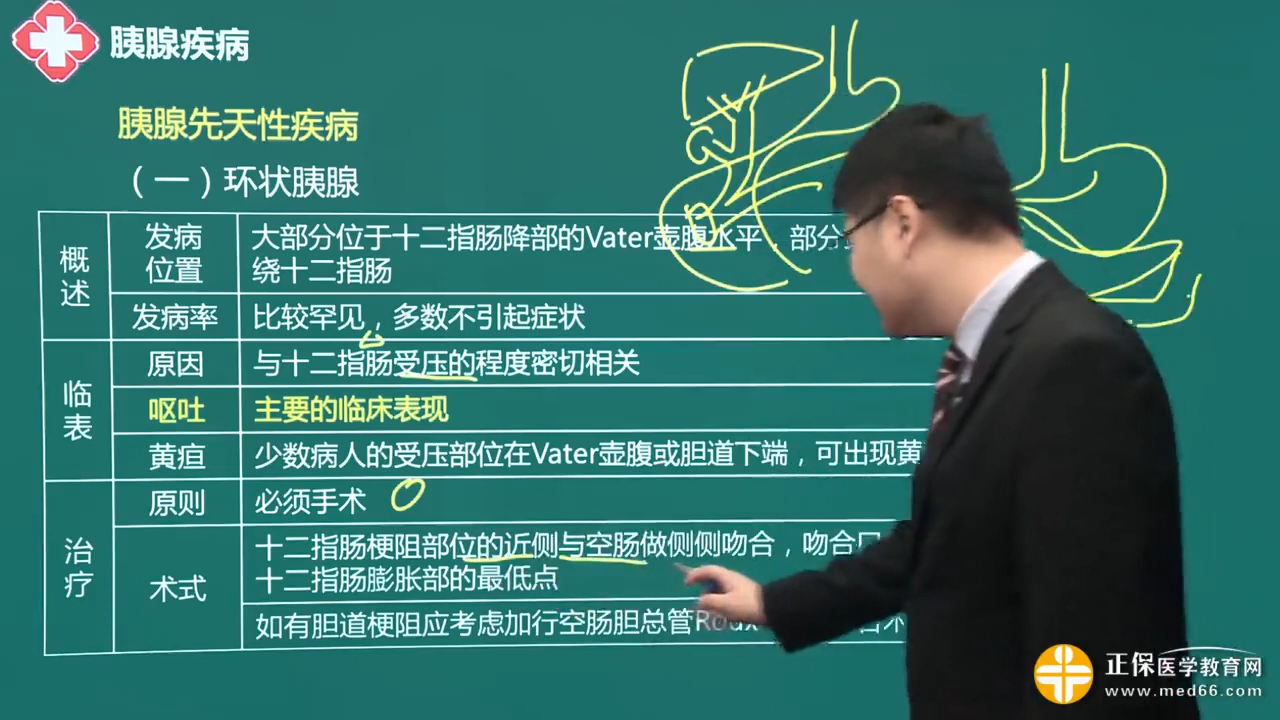 胰腺疾病
胰腺先天性疾病
（一）环状胰腺
概述
发病位置
大部分位于十二指肠降部的Vater壶腹水平，部分
绕十二指肠
发病率
比较罕见，多数不引起症状
临表
原因
与十二指肠受压的程度密切相关
呕吐
主要的临床表现
黄疸
少数病人的受压部位在Vater壶腹或胆道下端，可出现黄
治疗
原则
必须手术
术式
十二指肠梗阻部位的近侧与空肠做侧侧吻合，吻合口
十二指肠膨胀部的最低点
如有胆道梗阻应考虑加行空肠胆总管Roux
正保医学教育网
www.med66.com